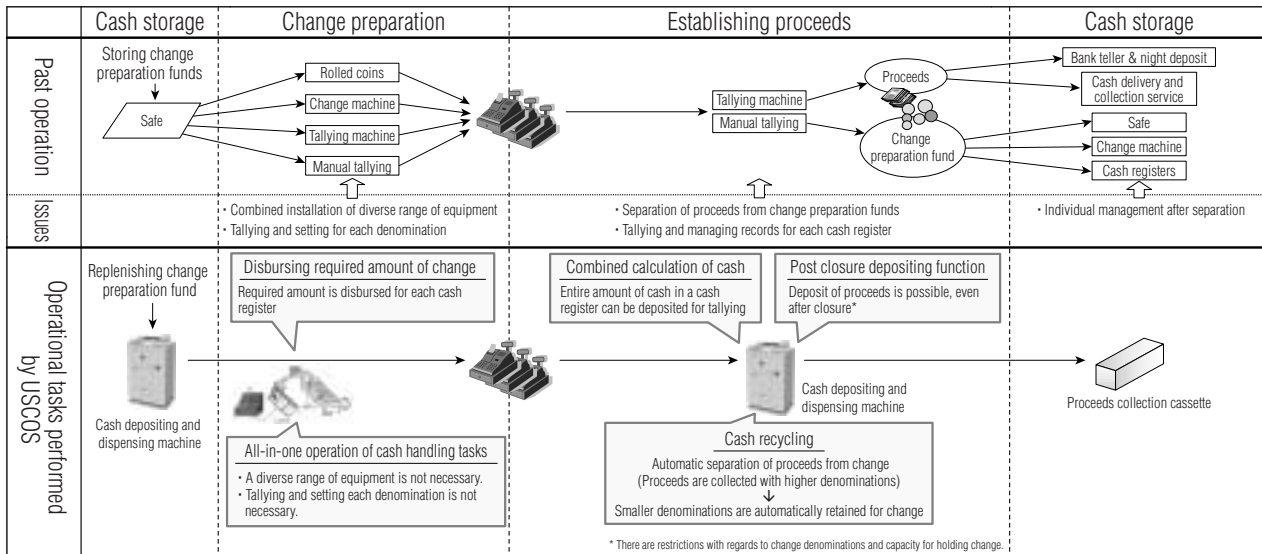 Cash storage
Change preparation
Establishing proceeds
Cash storage
Past operation
Storing change
preparation funds
Safe
Rolled coins
Change machine
Tallying machine
Manual tallying
Tallying machine
Manual tallying
Proceeds
Change
preparation fund
Bank teller & night deposit
Cash delivery and
collection service
Safe
Change machine
Cash registers
Issues
・Combined installation of diverse range of equipment
・Tallying and setting for each denomination
・Separation of proceeds from change preparation funds
・Tallying and managing records for each cash register
・Individual management after separation
Operational tasks performed
by USCOS
Replenishing change
preparation fund
Cash depositing and
dispensing machine
Disbursing required amount of change
Required amount is disbursed for each cash
register
All-in-one operation of cash handling tasks
・A diverse range of equipment is not necessary.
・Tallying and setting each denomination is not
necessary.
Combined calculation of cash
Entire amount of cash in a cash
register can be deposited for tallying
Post closure depositing function
Deposit of proceeds is possible, even
after closure*
Cash depositing and
dispensing machine
Cash recycling
Automatic separation of proceeds from change
(Proceeds are collected with higher denominations)
Smaller denominations are automatically retained for change
Proceeds collection cassette
* There are restrictions with regards to change denominations and capacity for holding change.